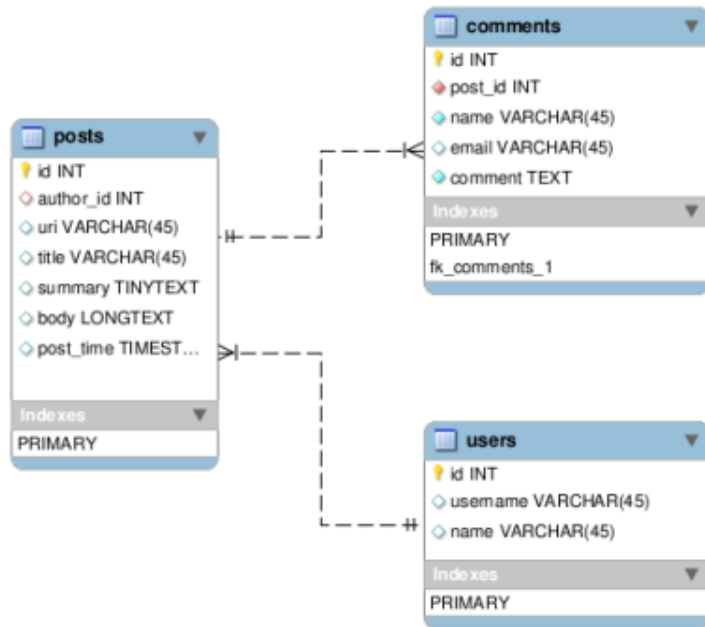 comments
id INT
post_id INT
name VARCHAR(45)
email VARCHAR(45)
comment TEXT
Indexes
PRIMARY
fk_comments_1
posts
id INT
author_id INT
uri VARCHAR(45)
title VARCHAR(45)
summary TINYTEXT
body LONGTEXT
post_time TIMEST...
Indexes
PRIMARY
users
id INT
username VARCHAR(45)
name VARCHAR(45)
Indexes
PRIMARY